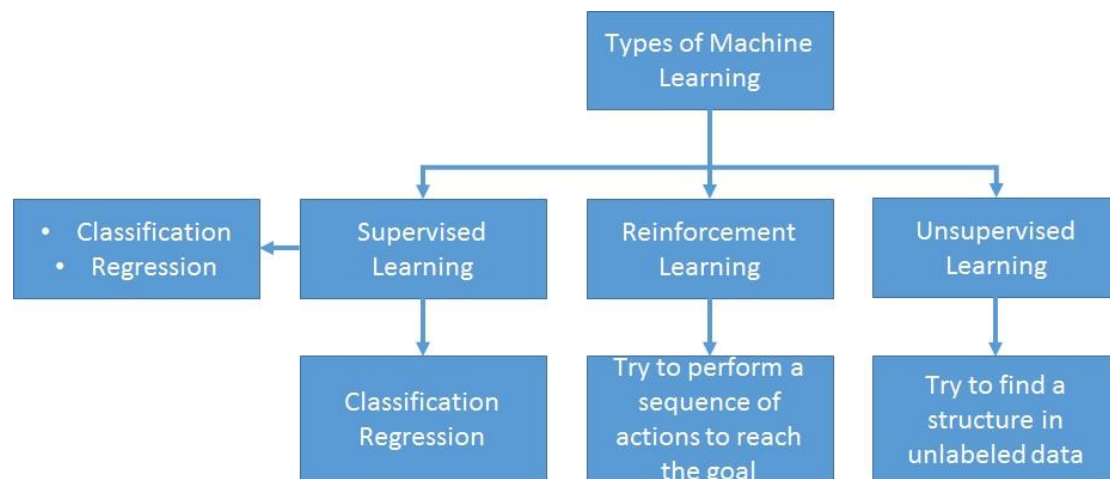 Types of Machine
Learning
• Classification
• Regression
Supervised
Learning
Reinforcement
Learning
Unsupervised
Learning
Classification
Regression
Try to perform a
sequence of
actions to reach
the goal
Try to find a
structure in
unlabeled data